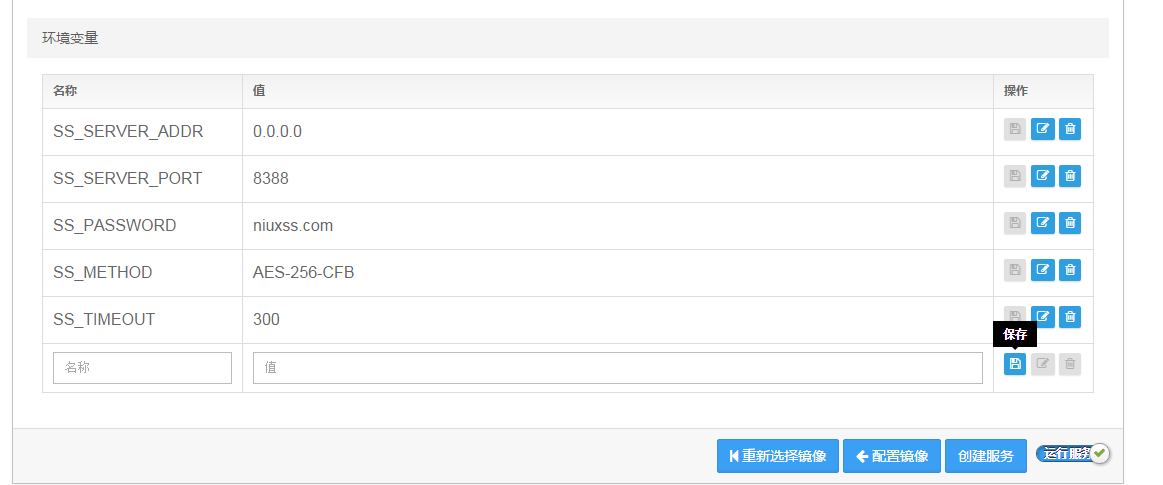 环境变量
名称 值 操作
SS_SERVER_ADDR 0.0.0.0
SS_SERVER_PORT 8388
SS_PASSWORD niuxss.com
SS_METHOD AES-256-CFB
SS_TIMEOUT 300
保存
名称 值
重新选择镜像 配置镜像 创建服务 运行服务